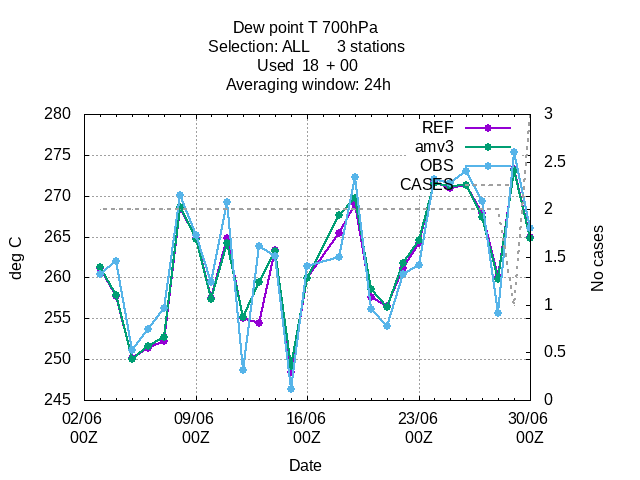 Dew point T 700hPa
Selection: ALL      3 stations
Used  18  + 00
Averaging window: 24h
280
275
270
265
260
255
250
245
deg C
3
2.5
2
1.5
1
0.5
0
No cases
REF
amv3
OBS
CASES
02/06 09/06 16/06 23/06 30/06
00Z 00Z 00Z 00Z 00Z
Date